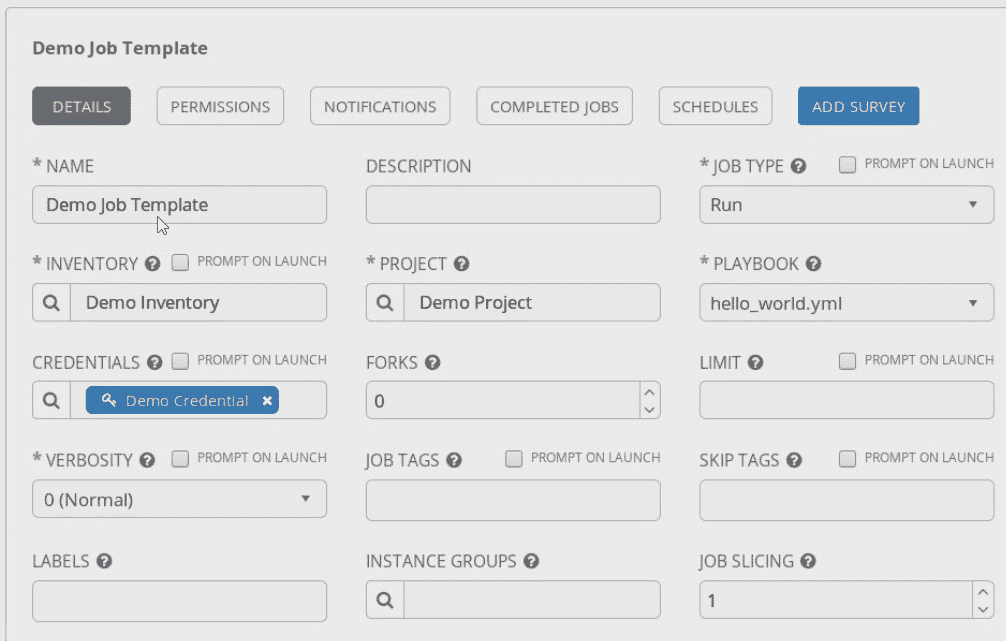 Demo Job Template
DETAILS PERMISSIONS NOTIFICATIONS COMPLETED JOBS SCHEDULES ADD SURVEY
* NAME DESCRIPTION * JOB TYPE ? PROMPT ON LAUNCH
Demo Job Template Run
* INVENTORY ? PROMPT ON LAUNCH * PROJECT ? * PLAYBOOK ?
Demo Inventory Demo Project hello_world.yml
CREDENTIALS ? PROMPT ON LAUNCH FORKS ? LIMIT ? PROMPT ON LAUNCH
Demo Credential × 0
* VERBOSITY ? PROMPT ON LAUNCH JOB TAGS ? PROMPT ON LAUNCH SKIP TAGS ? PROMPT ON LAUNCH
0 (Normal)
LABELS ? INSTANCE GROUPS ? JOB SLICING ?
1